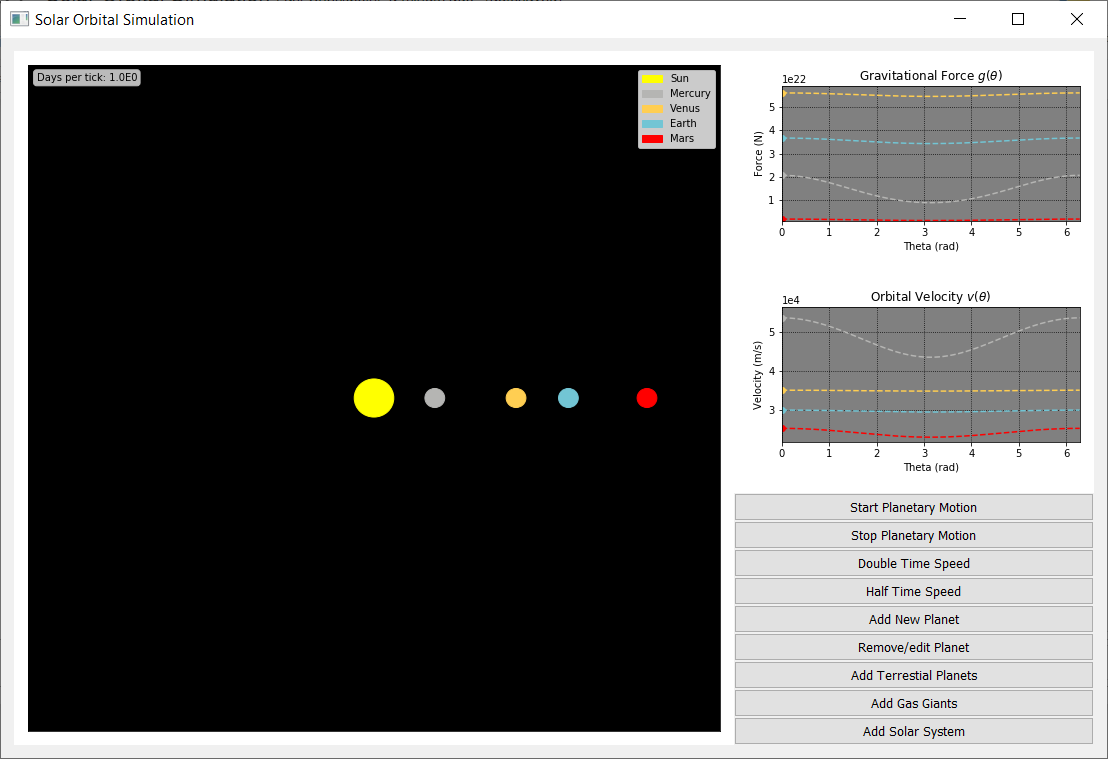 Solar Orbital Simulation
Days per tick: 1.0E0
Sun
Mercury
Venus
Earth
Mars
Gravitational Force g(θ)
1e22
Force (N)
5
4
3
2
1
0 1 2 3 4 5 6
Theta (rad)
Orbital Velocity v(θ)
1e4
Velocity (m/s)
5
4
3
0 1 2 3 4 5 6
Theta (rad)
Start Planetary Motion
Stop Planetary Motion
Double Time Speed
Half Time Speed
Add New Planet
Remove/edit Planet
Add Terrestial Planets
Add Gas Giants
Add Solar System